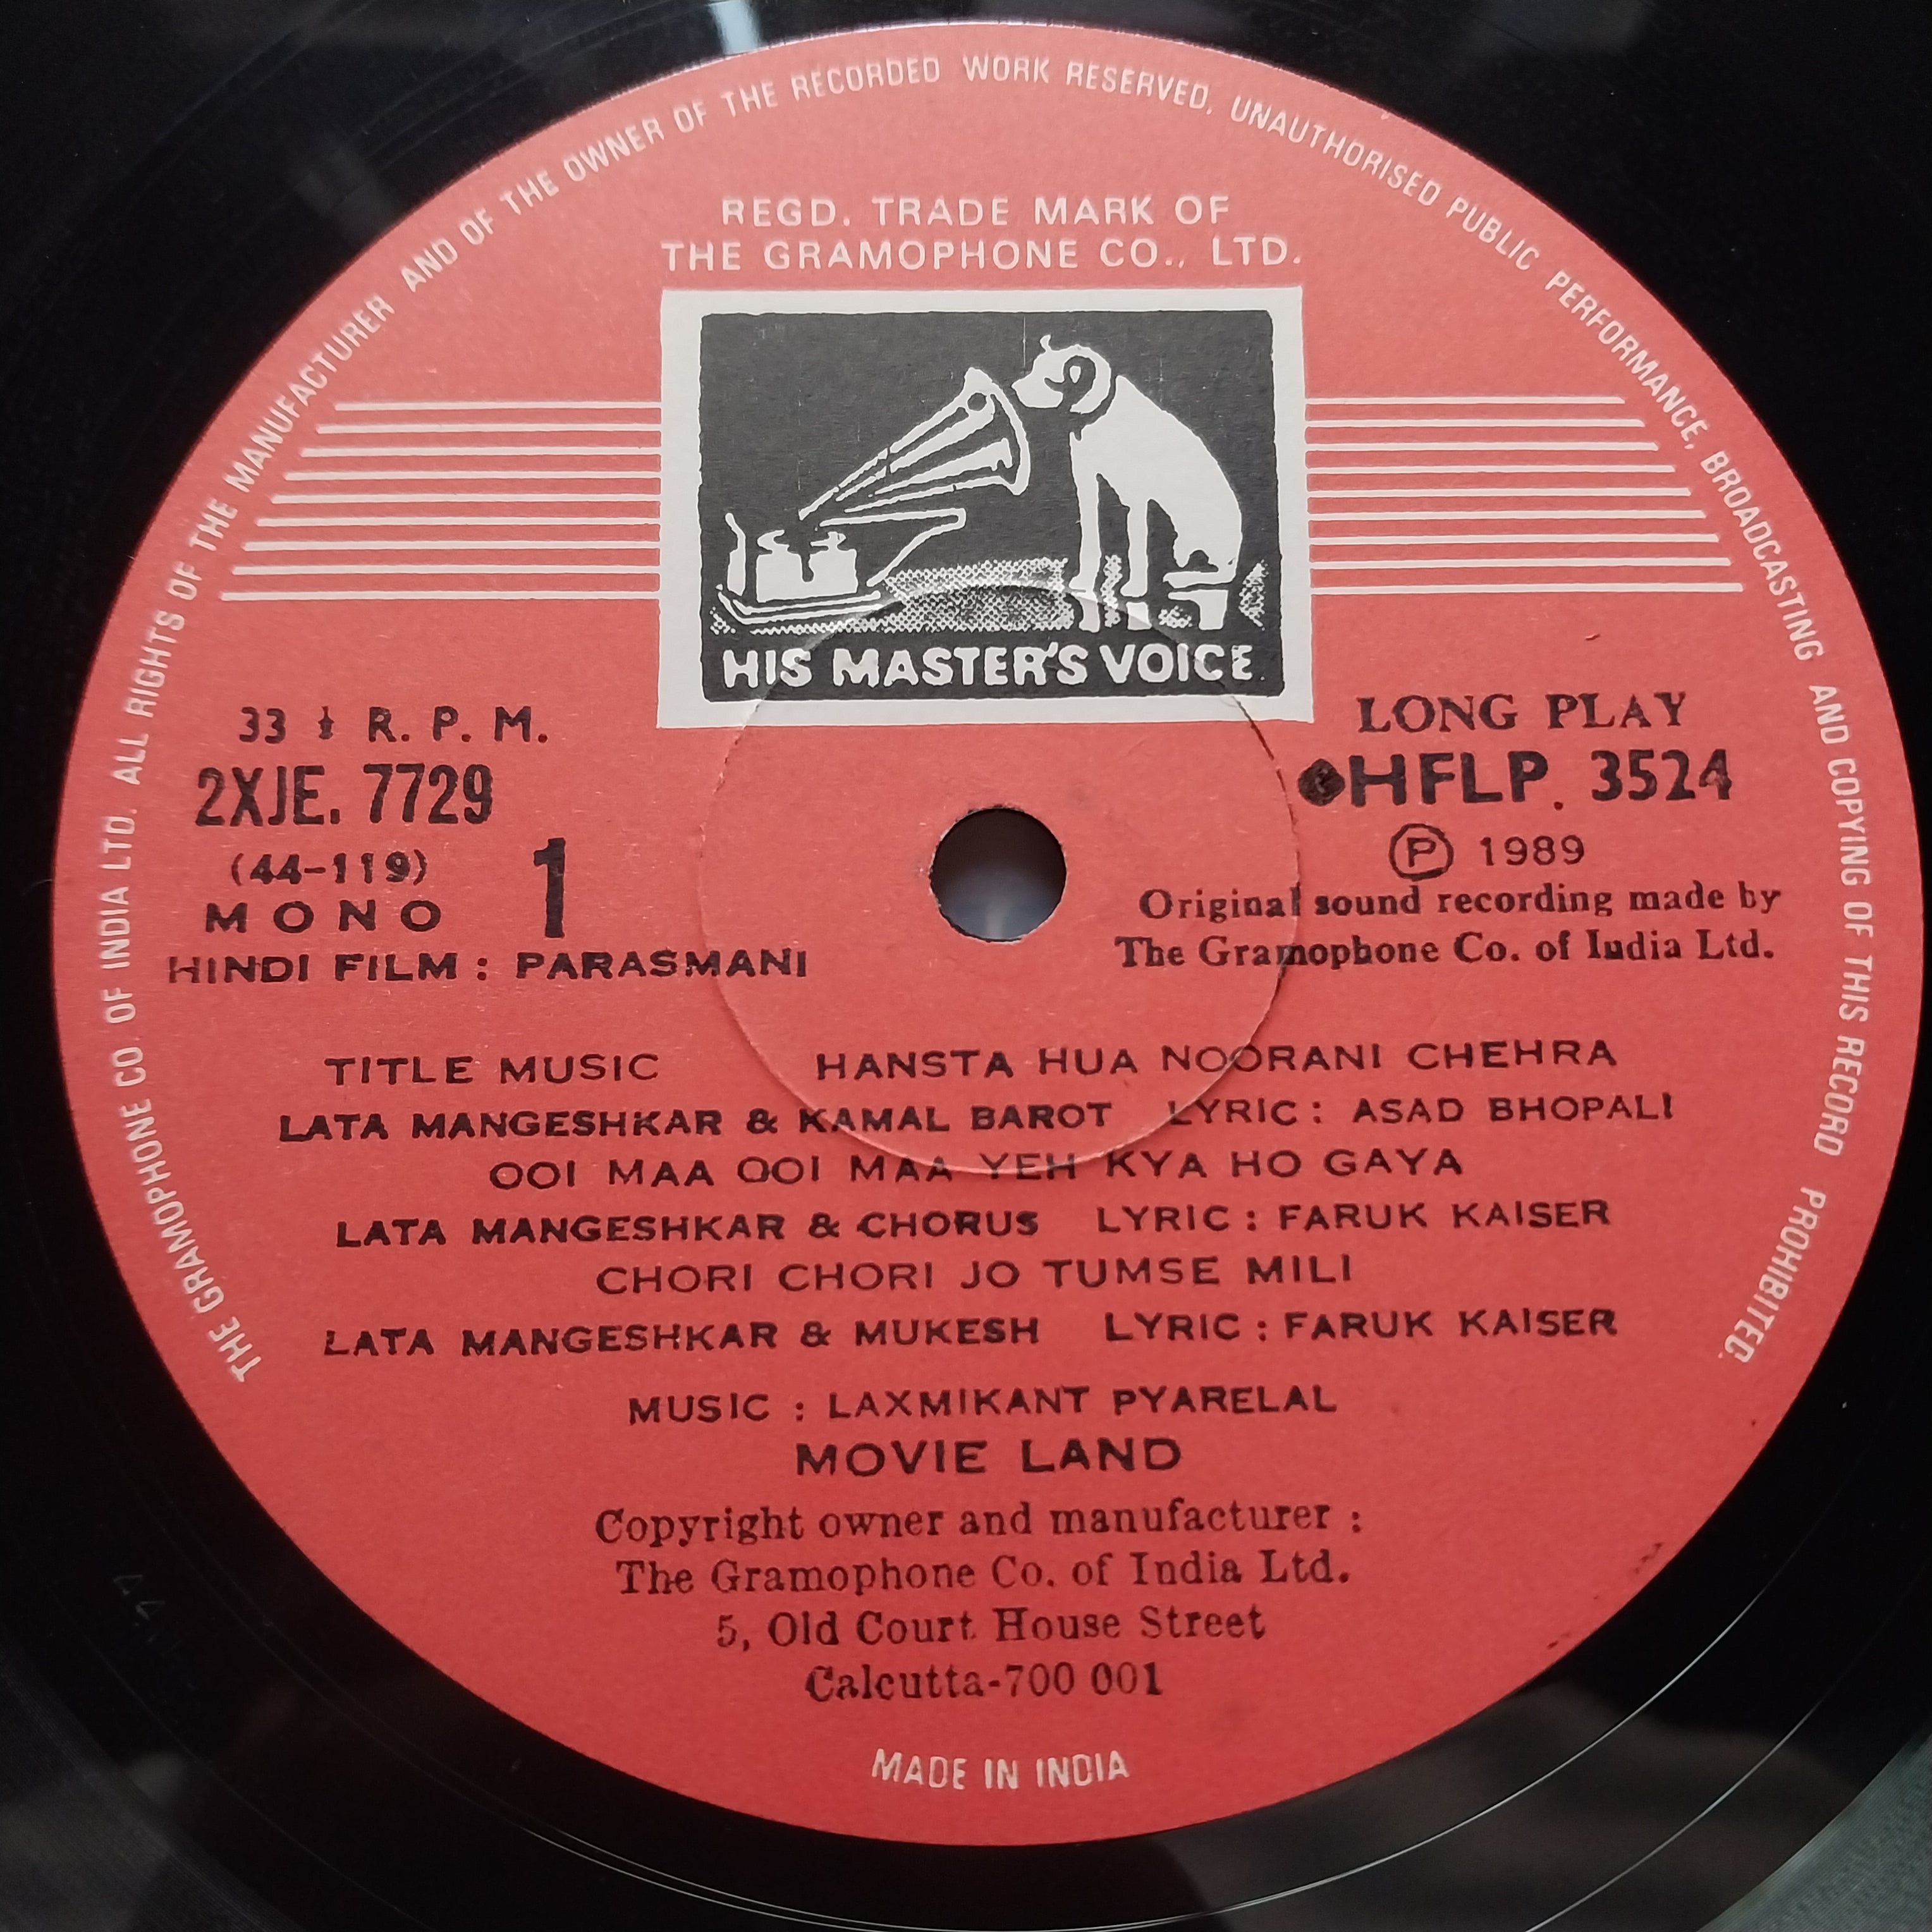 THE GRAMOPHONE CO. OF INDIA LTD. ALL RIGHTS OF THE MANUFACTURER AND OF THE OWNER OF THE RECORDED WORK RESERVED, UNAUTHORISED PUBLIC PERFORMANCE, BROADCASTING AND COPYING OF THIS RECORD PROHIBITED.
REGD. TRADE MARK OF
THE GRAMOPHONE CO., LTD.
HIS MASTER'S VOICE
33 ⅓ R. P. M.
2XJE. 7729
(44-119)
MONO 1
HINDI FILM : PARASMANI
LONG PLAY
HFLP. 3524
Ⓟ 1989
Original sound recording made by
The Gramophone Co. of India Ltd.
TITLE MUSIC HANSTA HUA NOORANI CHEHRA
LATA MANGESHKAR & KAMAL BAROT LYRIC : ASAD BHOPALI
OOI MAA OOI MAA YEH KYA HO GAYA
LATA MANGESHKAR & CHORUS LYRIC : FARUK KAISER
CHORI CHORI JO TUMSE MILI
LATA MANGESHKAR & MUKESH LYRIC : FARUK KAISER
MUSIC : LAXMIKANT PYARELAL
MOVIE LAND
Copyright owner and manufacturer :
The Gramophone Co. of India Ltd.
5, Old Court House Street
Calcutta-700 001
MADE IN INDIA